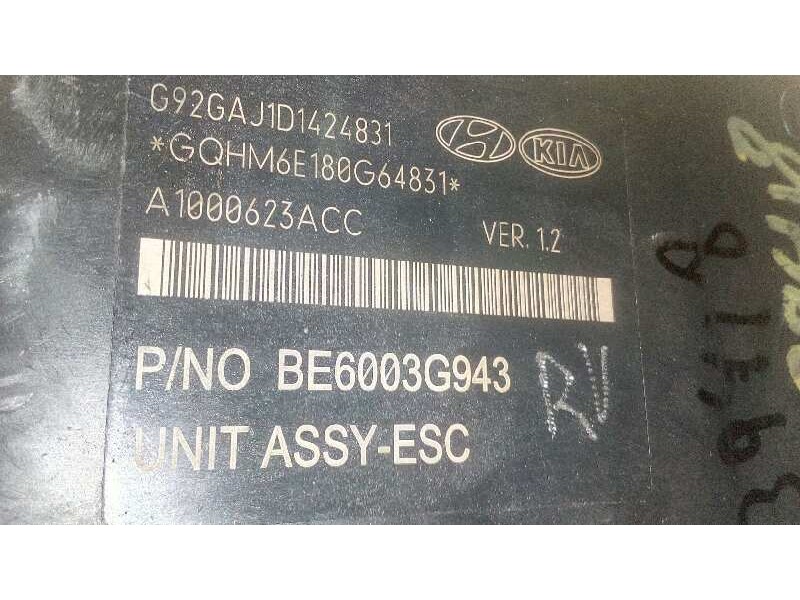 G92GAJ1D1424831
*GQHM6E180G64831*
KIA
A1000623ACC VER. 1.2
P/NO BE6003G943
UNIT ASSY-ESC